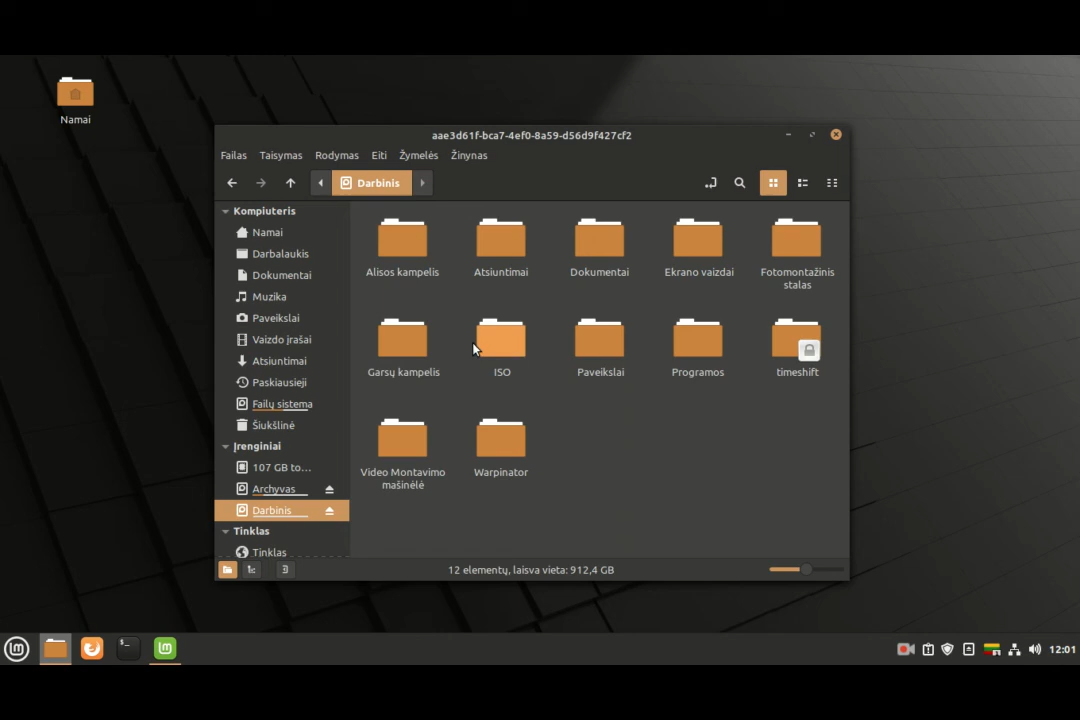 Namai
aae3d61f-bca7-4ef0-8a59-d56d9f427cf2
Failas Taisymas Rodymas Eiti Žymelės Žinynas
Darbinis
Kompiuteris
Namai
Darbalaukis
Dokumentai
Muzika
Paveikslai
Vaizdo įrašai
Atsiuntimai
Paskiausieji
Failų sistema
Šiukšlinė
Įrenginiai
107 GB to...
Archyvas
Darbinis
Tinklas
Tinklas
Alisos kampelis Atsiuntimai Dokumentai Ekrano vaizdai Fotomontažinis
stalas
Garsų kampelis ISO Paveikslai Programos timeshift
Video Montavimo Warpinator
mašinėlė
12 elementų, laisva vieta: 912,4 GB
12:01